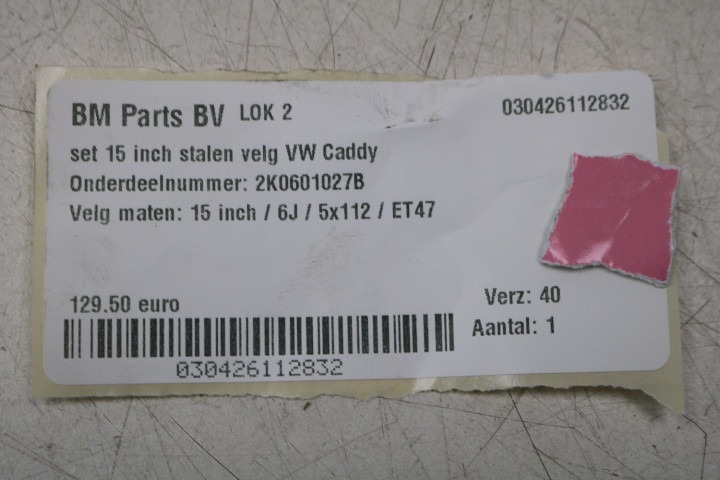 BM Parts BV LOK 2 030426112832
set 15 inch stalen velg VW Caddy
Onderdeelnummer: 2K0601027B
Velg maten: 15 inch / 6J / 5x112 / ET47
129.50 euro Verz: 40
Aantal: 1
030426112832